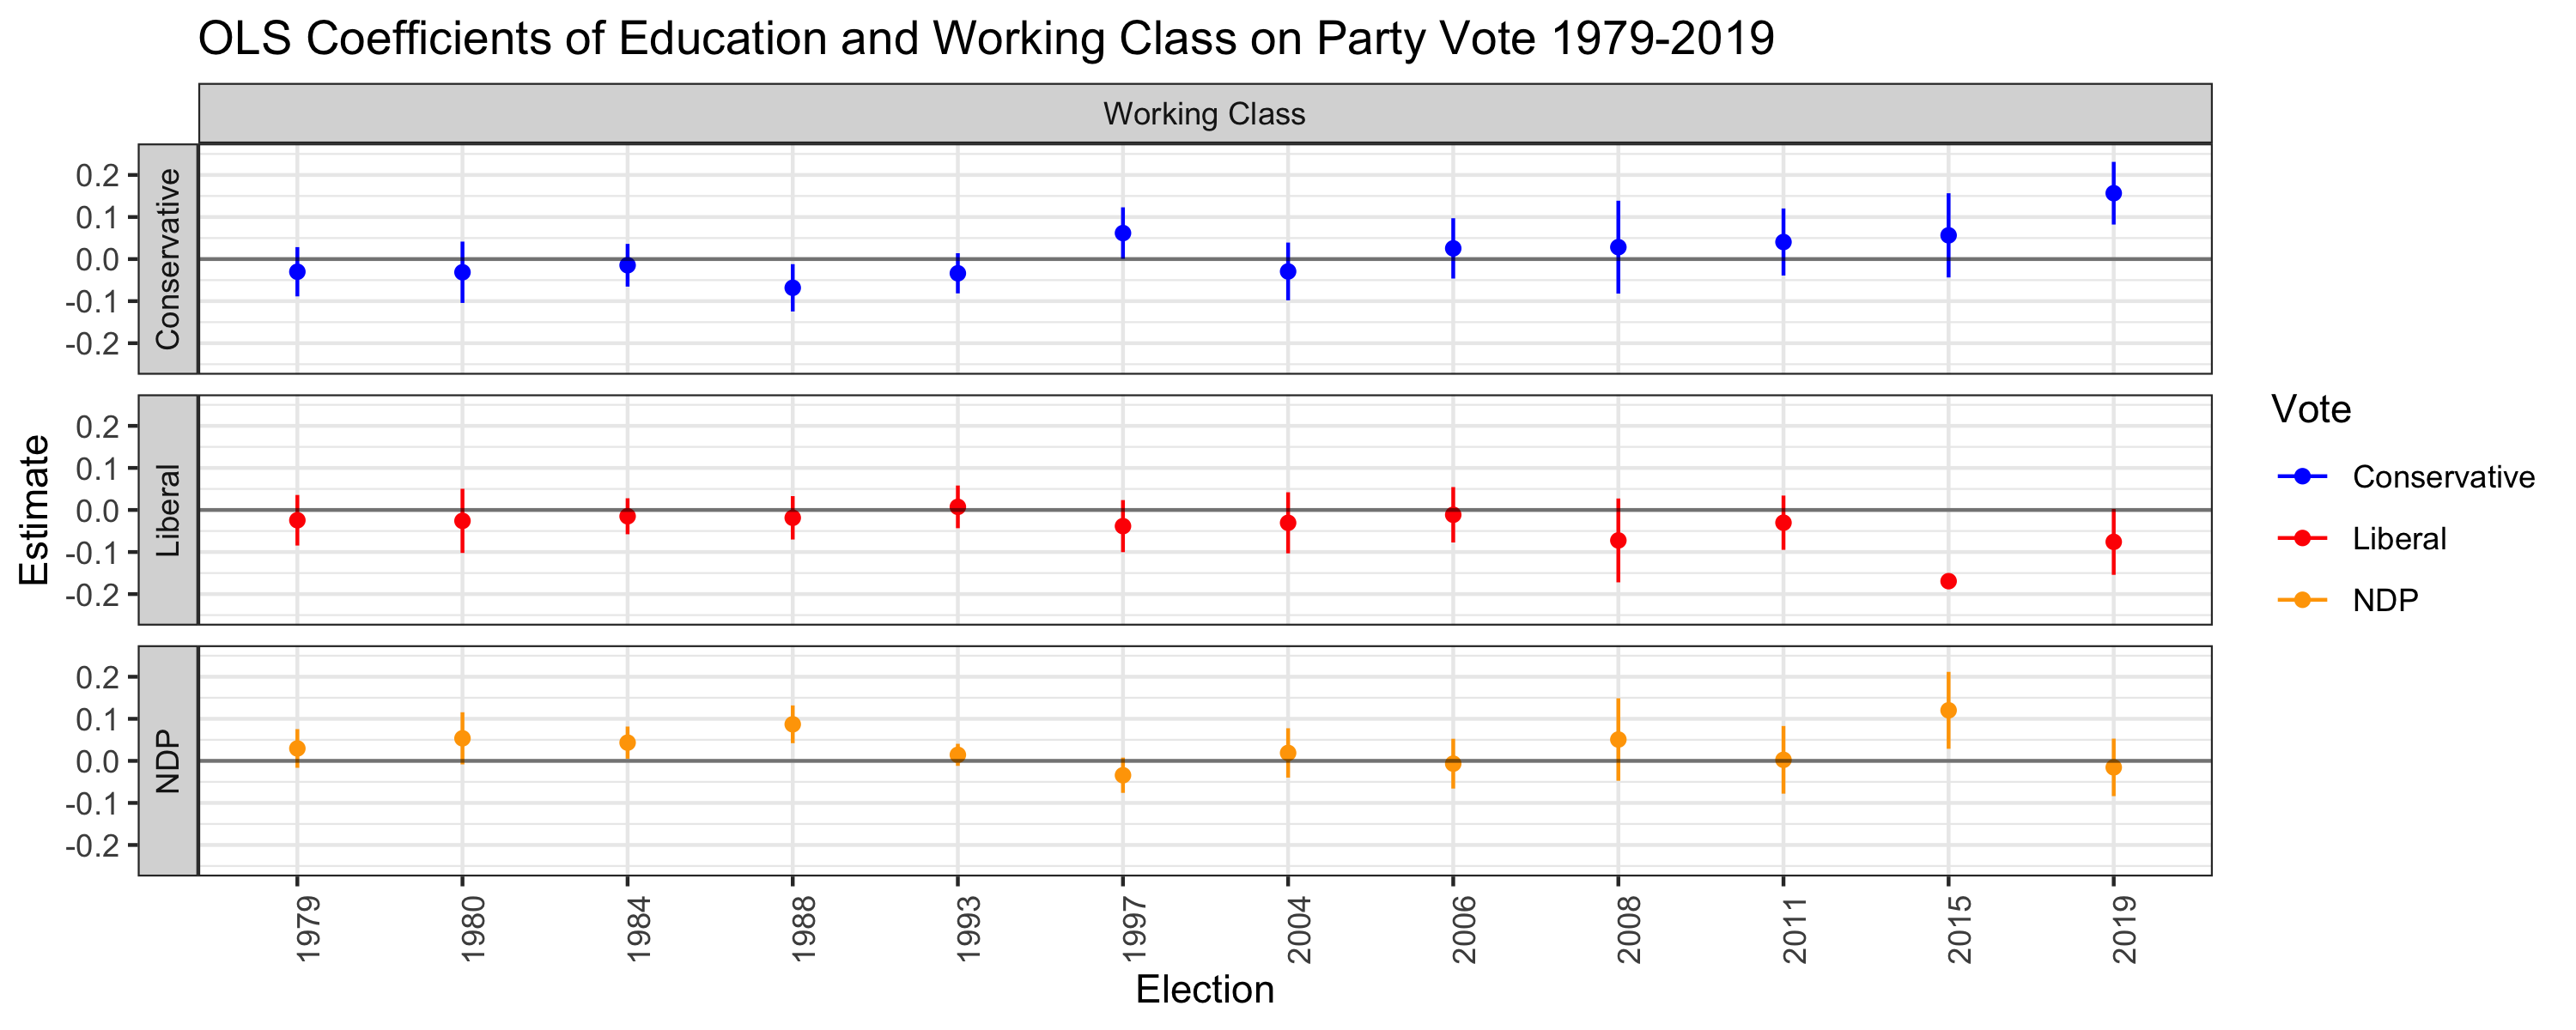 OLS Coefficients of Education and Working Class on Party Vote 1979-2019
Working Class
Conservative
0.2
0.1
0.0
-0.1
-0.2
Liberal
0.2
0.1
0.0
-0.1
-0.2
NDP
0.2
0.1
0.0
-0.1
-0.2
Estimate
1979 1980 1984 1988 1993 1997 2004 2006 2008 2011 2015 2019
Election
Vote
Conservative
Liberal
NDP